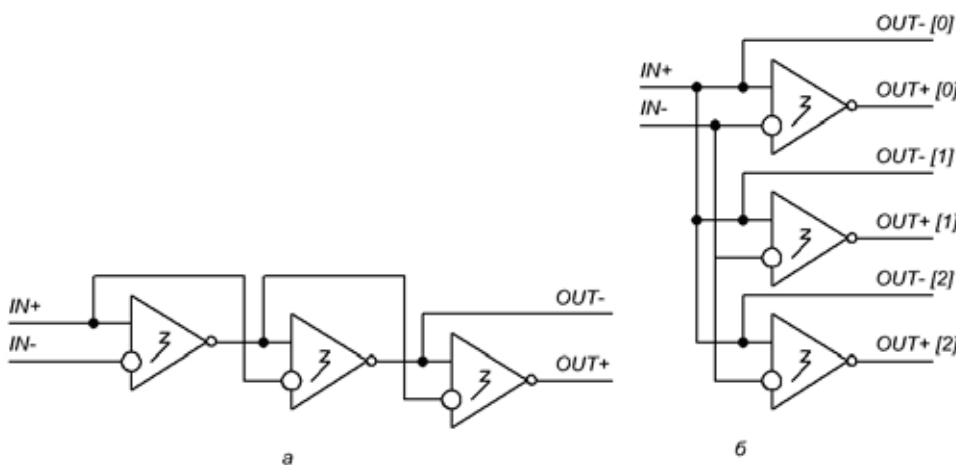 IN+
IN-
OUT-
OUT+
а
IN+
IN-
OUT- [0]
OUT+ [0]
OUT- [1]
OUT+ [1]
OUT- [2]
OUT+ [2]
б